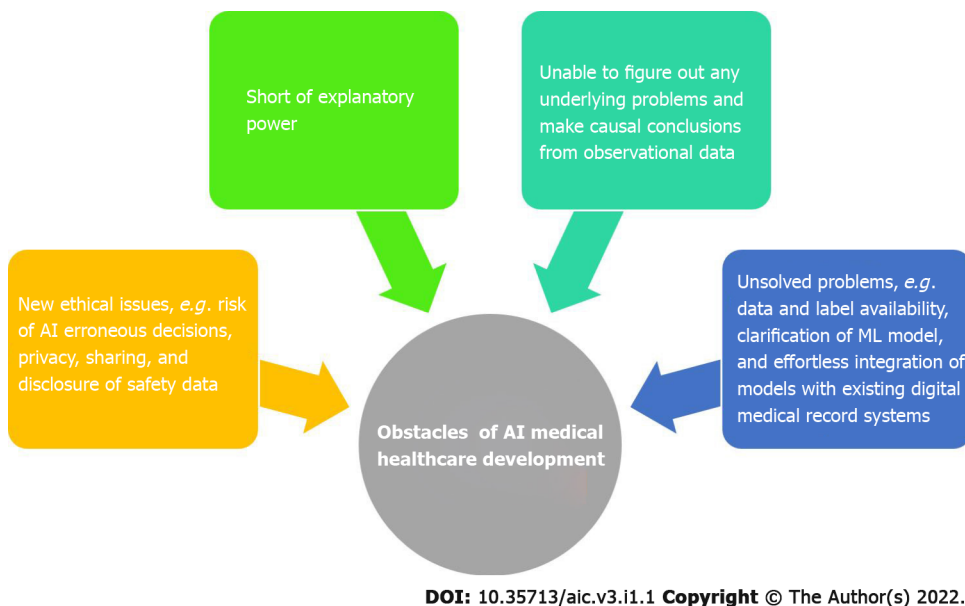 Short of explanatory
power
Unable to figure out any
underlying problems and
make causal conclusions
from observational data
New ethical issues, e.g. risk
of AI erroneous decisions,
privacy, sharing, and
disclosure of safety data
Unsolved problems, e.g.
data and label availability,
clarification of ML model,
and effortless integration of
models with existing digital
medical record systems
Obstacles of AI medical
healthcare development
DOI: 10.35713/aic.v3.i1.1 Copyright © The Author(s) 2022.